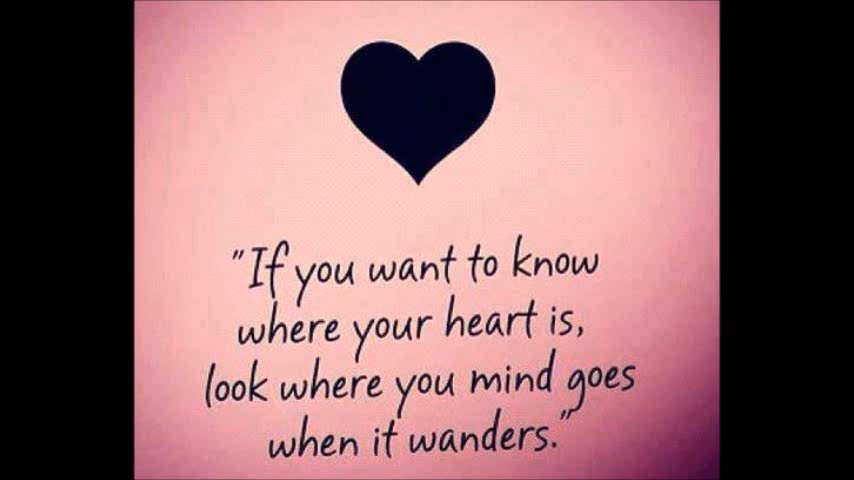 "If you want to know
where your heart is,
look where you mind goes
when it wanders."